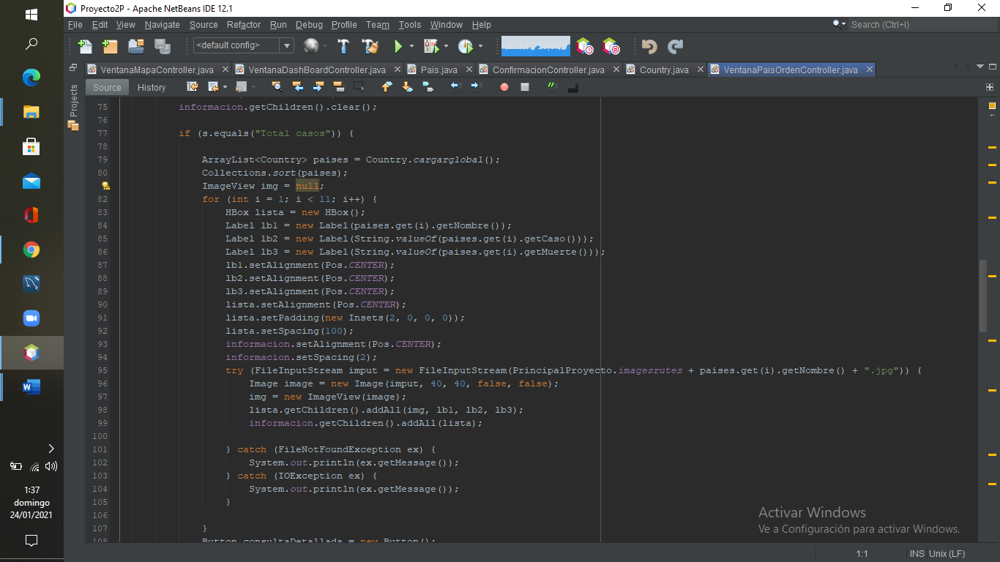 Proyecto2P - Apache NetBeans IDE 12.1
File Edit View Navigate Source Refactor Run Debug Profile Team Tools Window Help
Search (Ctrl+I)
<default config>
VentanaMapaController.java VentanaDashBoardController.java Pais.java ConfirmacionController.java Country.java VentanaPaisOrdenController.java
Source History
Projects
75 informacion.getChildren().clear();
76
77 if (s.equals("Total casos")) {
78
79 ArrayList<Country> paises = Country.cargarglobal();
80 Collections.sort(paises);
ImageView img = null;
82 for (int i = 1; i < 11; i++) {
83 HBox lista = new HBox();
84 Label lb1 = new Label(paises.get(i).getNombre());
85 Label lb2 = new Label(String.valueOf(paises.get(i).getCaso()));
86 Label lb3 = new Label(String.valueOf(paises.get(i).getMuerte()));
87 lb1.setAlignment(Pos.CENTER);
88 lb2.setAlignment(Pos.CENTER);
89 lb3.setAlignment(Pos.CENTER);
90 lista.setAlignment(Pos.CENTER);
91 lista.setPadding(new Insets(2, 0, 0, 0));
92 lista.setSpacing(100);
93 informacion.setAlignment(Pos.CENTER);
94 informacion.setSpacing(2);
95 try (FileInputStream imput = new FileInputStream(PrincipalProyecto.imagesrutes + paises.get(i).getNombre() + ".jpg")) {
96 Image image = new Image(imput, 40, 40, false, false);
97 img = new ImageView(image);
98 lista.getChildren().addAll(img, lb1, lb2, lb3);
99 informacion.getChildren().addAll(lista);
100
101 } catch (FileNotFoundException ex) {
102 System.out.println(ex.getMessage());
103 } catch (IOException ex) {
104 System.out.println(ex.getMessage());
105 }
106
107 }
108 Button consultaDetallada = new Button();
Activar Windows
Ve a Configuración para activar Windows.
1:1 INS Unix (LF)
1:37
domingo
24/01/2021